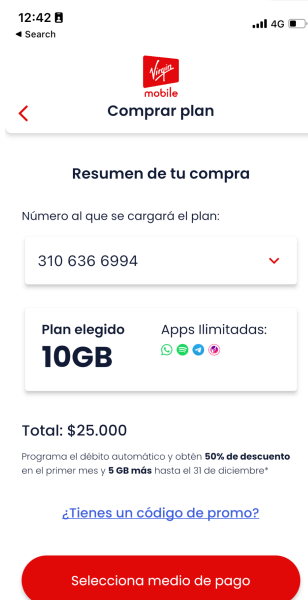 12:42
◀ Search
4G
Virgin
mobile
Comprar plan
Resumen de tu compra
Número al que se cargará el plan:
310 636 6994
Plan elegido
10GB
Apps Ilimitadas:
Total: $25.000
Programa el débito automático y obtén 50% de descuento
en el primer mes y 5 GB más hasta el 31 de diciembre*
¿Tienes un código de promo?
Selecciona medio de pago